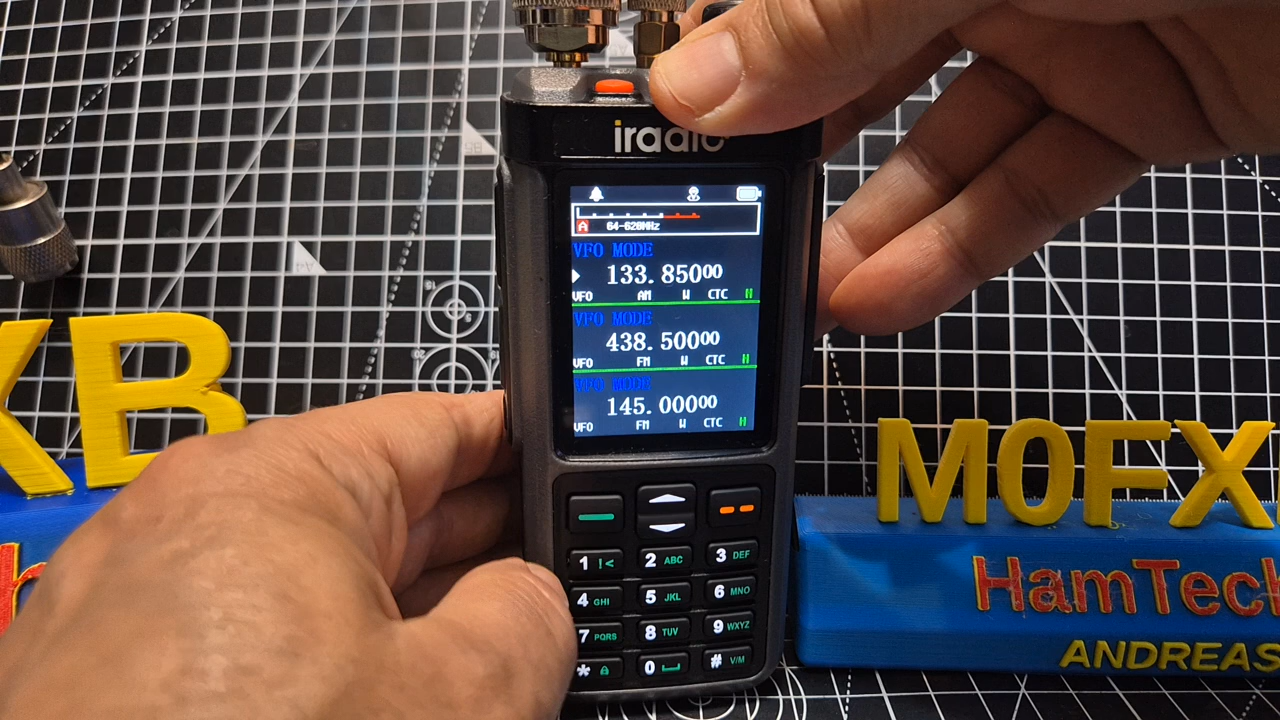 iradio
A 64-620MHz
VFO MODE
133.85000
VFO AM W CTC N
VFO MODE
438.50000
VFO FM W CTC N
VFO MODE
145.00000
VFO FM W CTC N
1 !< 2 ABC 3 DEF
4 GHI 5 JKL 6 MNO
7 PQRS 8 TUV 9 WXYZ
* 0 # V/M
XB
M0FX
HamTech
ANDREAS